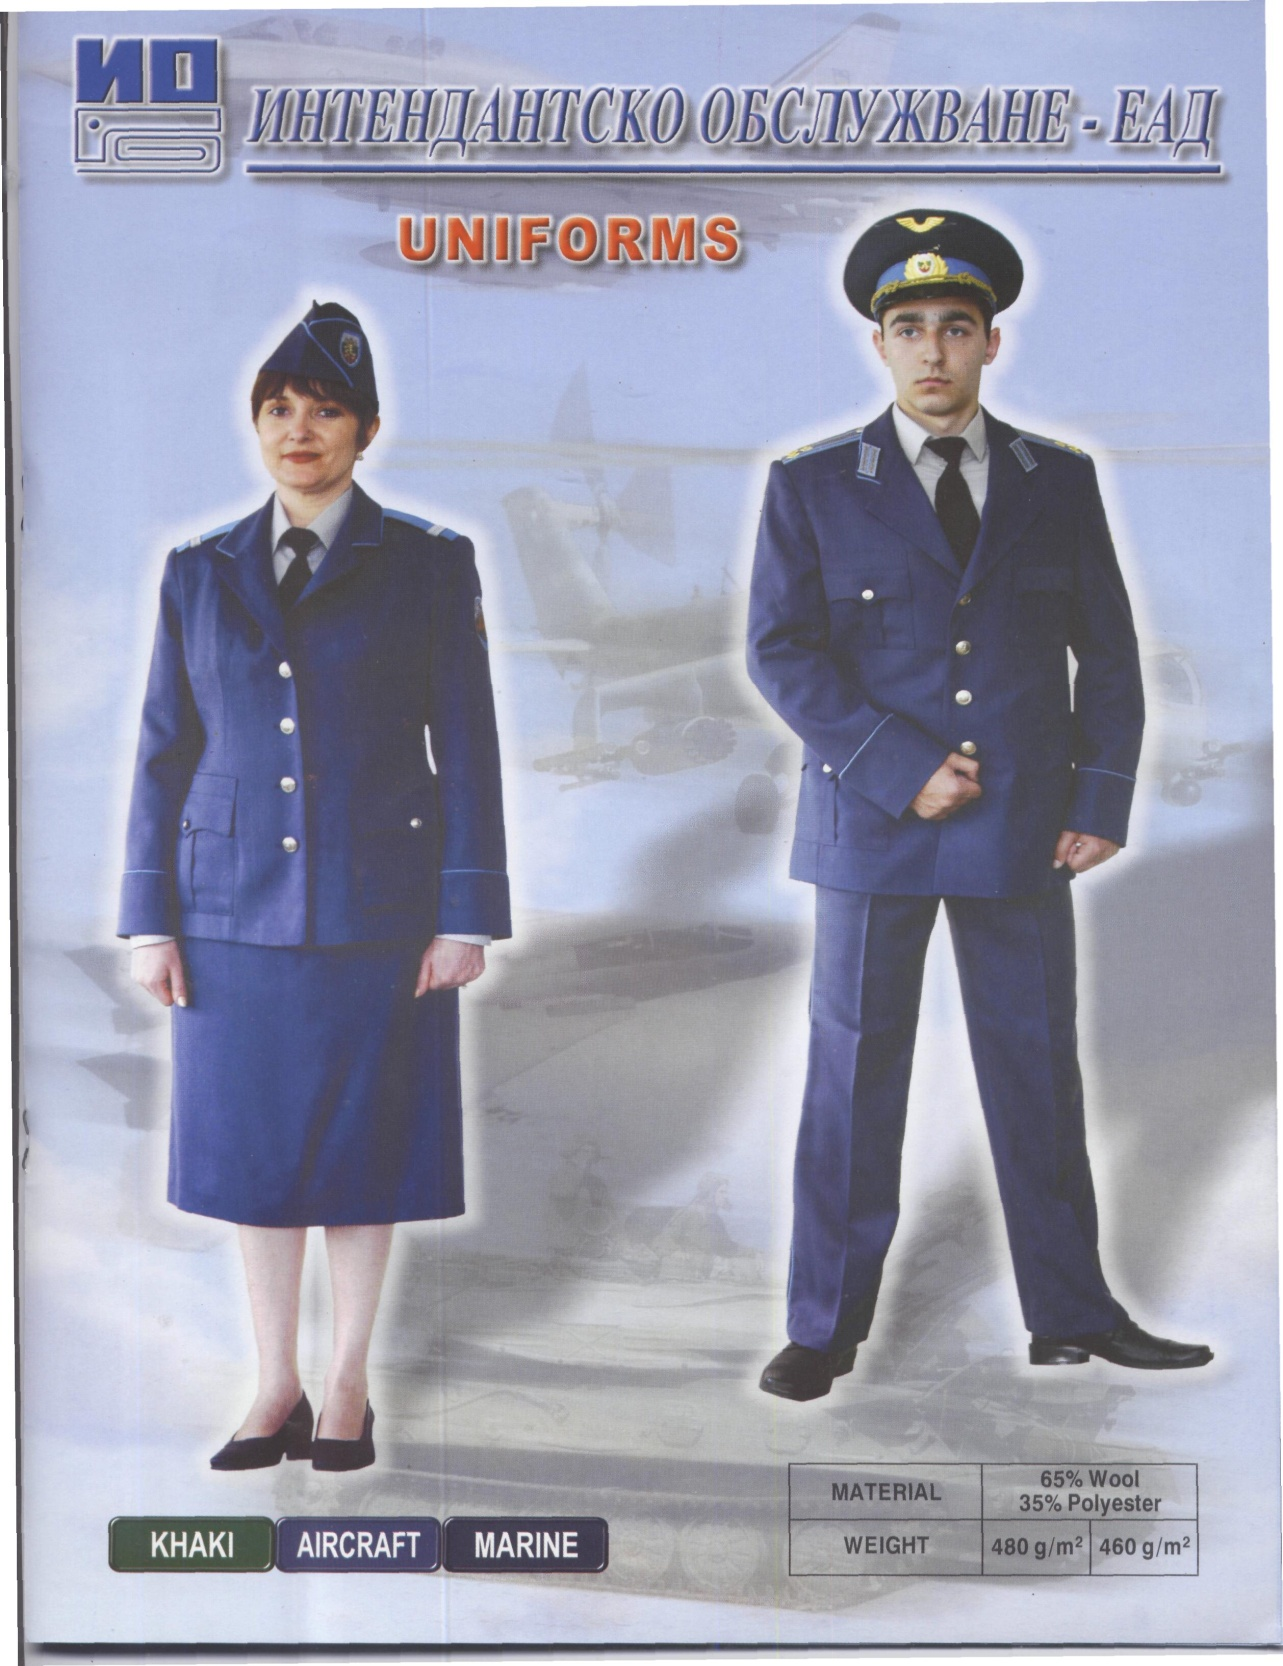 ИО
ИНТЕНДАНТСКО ОБСЛУЖВАНЕ - ЕАД
UNIFORMS
MATERIAL 65% Wool
35% Polyester
WEIGHT 480 g/m² 460 g/m²
KHAKI AIRCRAFT MARINE